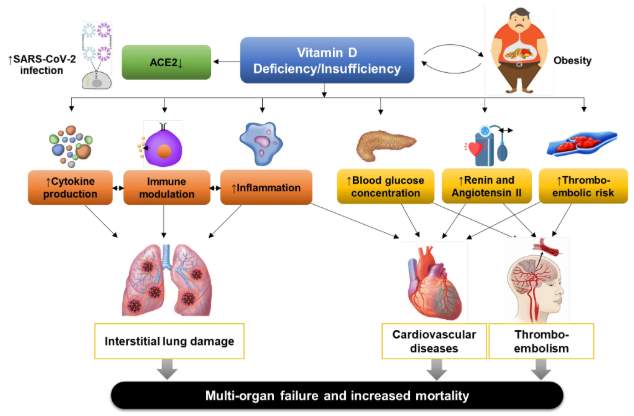 ↑SARS-CoV-2
infection
ACE2↓
Vitamin D
Deficiency/Insufficiency
Obesity
↑Cytokine
production
Immune
modulation
↑Inflammation
↑Blood glucose
concentration
↑Renin and
Angiotensin II
↑Thrombo-
embolic risk
Interstitial lung damage
Cardiovascular
diseases
Thrombo-
embolism
Multi-organ failure and increased mortality